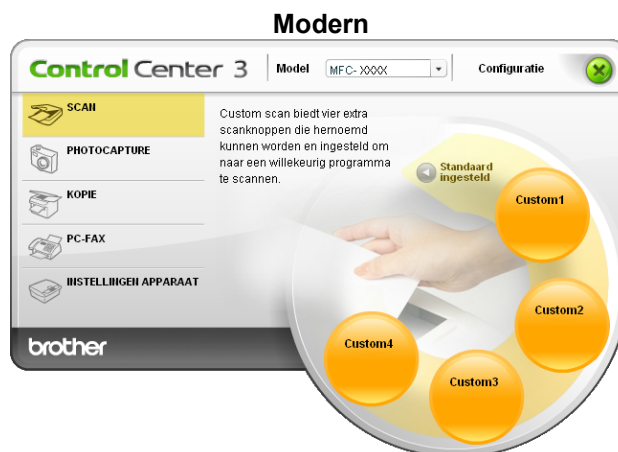 Modern
Control Center 3
Model
MFC- XXXX
Configuratie
SCAN
PHOTOCAPTURE
KOPIE
PC-FAX
INSTELLINGEN APPARAAT
Custom scan biedt vier extra
scanknoppen die hernoemd
kunnen worden en ingesteld om
naar een willekeurig programma
te scannen.
Standaard
ingesteld
Custom1
Custom2
Custom3
Custom4
brother